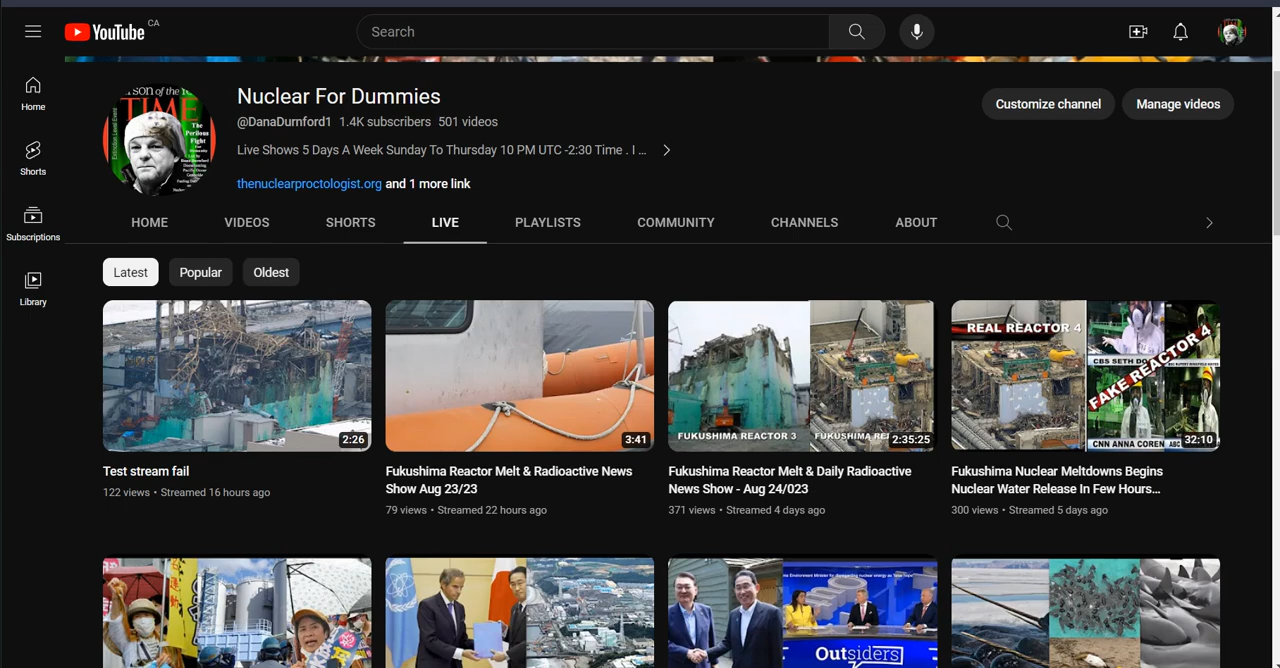 YouTube CA
Search
Home
Shorts
Subscriptions
Library
TIME
The
Perilous
Fight
Nuclear For Dummies
@DanaDurnford1 1.4K subscribers 501 videos
Live Shows 5 Days A Week Sunday To Thursday 10 PM UTC -2:30 Time . I ...
thenuclearproctologist.org and 1 more link
Customize channel
Manage videos
HOME
VIDEOS
SHORTS
LIVE
PLAYLISTS
COMMUNITY
CHANNELS
ABOUT
Latest
Popular
Oldest
2:26
Test stream fail
122 views • Streamed 16 hours ago
3:41
Fukushima Reactor Melt & Radioactive News
Show Aug 23/23
79 views • Streamed 22 hours ago
FUKUSHIMA REACTOR 3
FUKUSHIMA
2:35:25
Fukushima Reactor Melt & Daily Radioactive
News Show - Aug 24/023
371 views • Streamed 4 days ago
REAL REACTOR 4
FAKE REACTOR 4
CBS SETH
CNN ANNA COREN
ABC
32:10
Fukushima Nuclear Meltdowns Begins
Nuclear Water Release In Few Hours...
300 views • Streamed 5 days ago
Outsiders